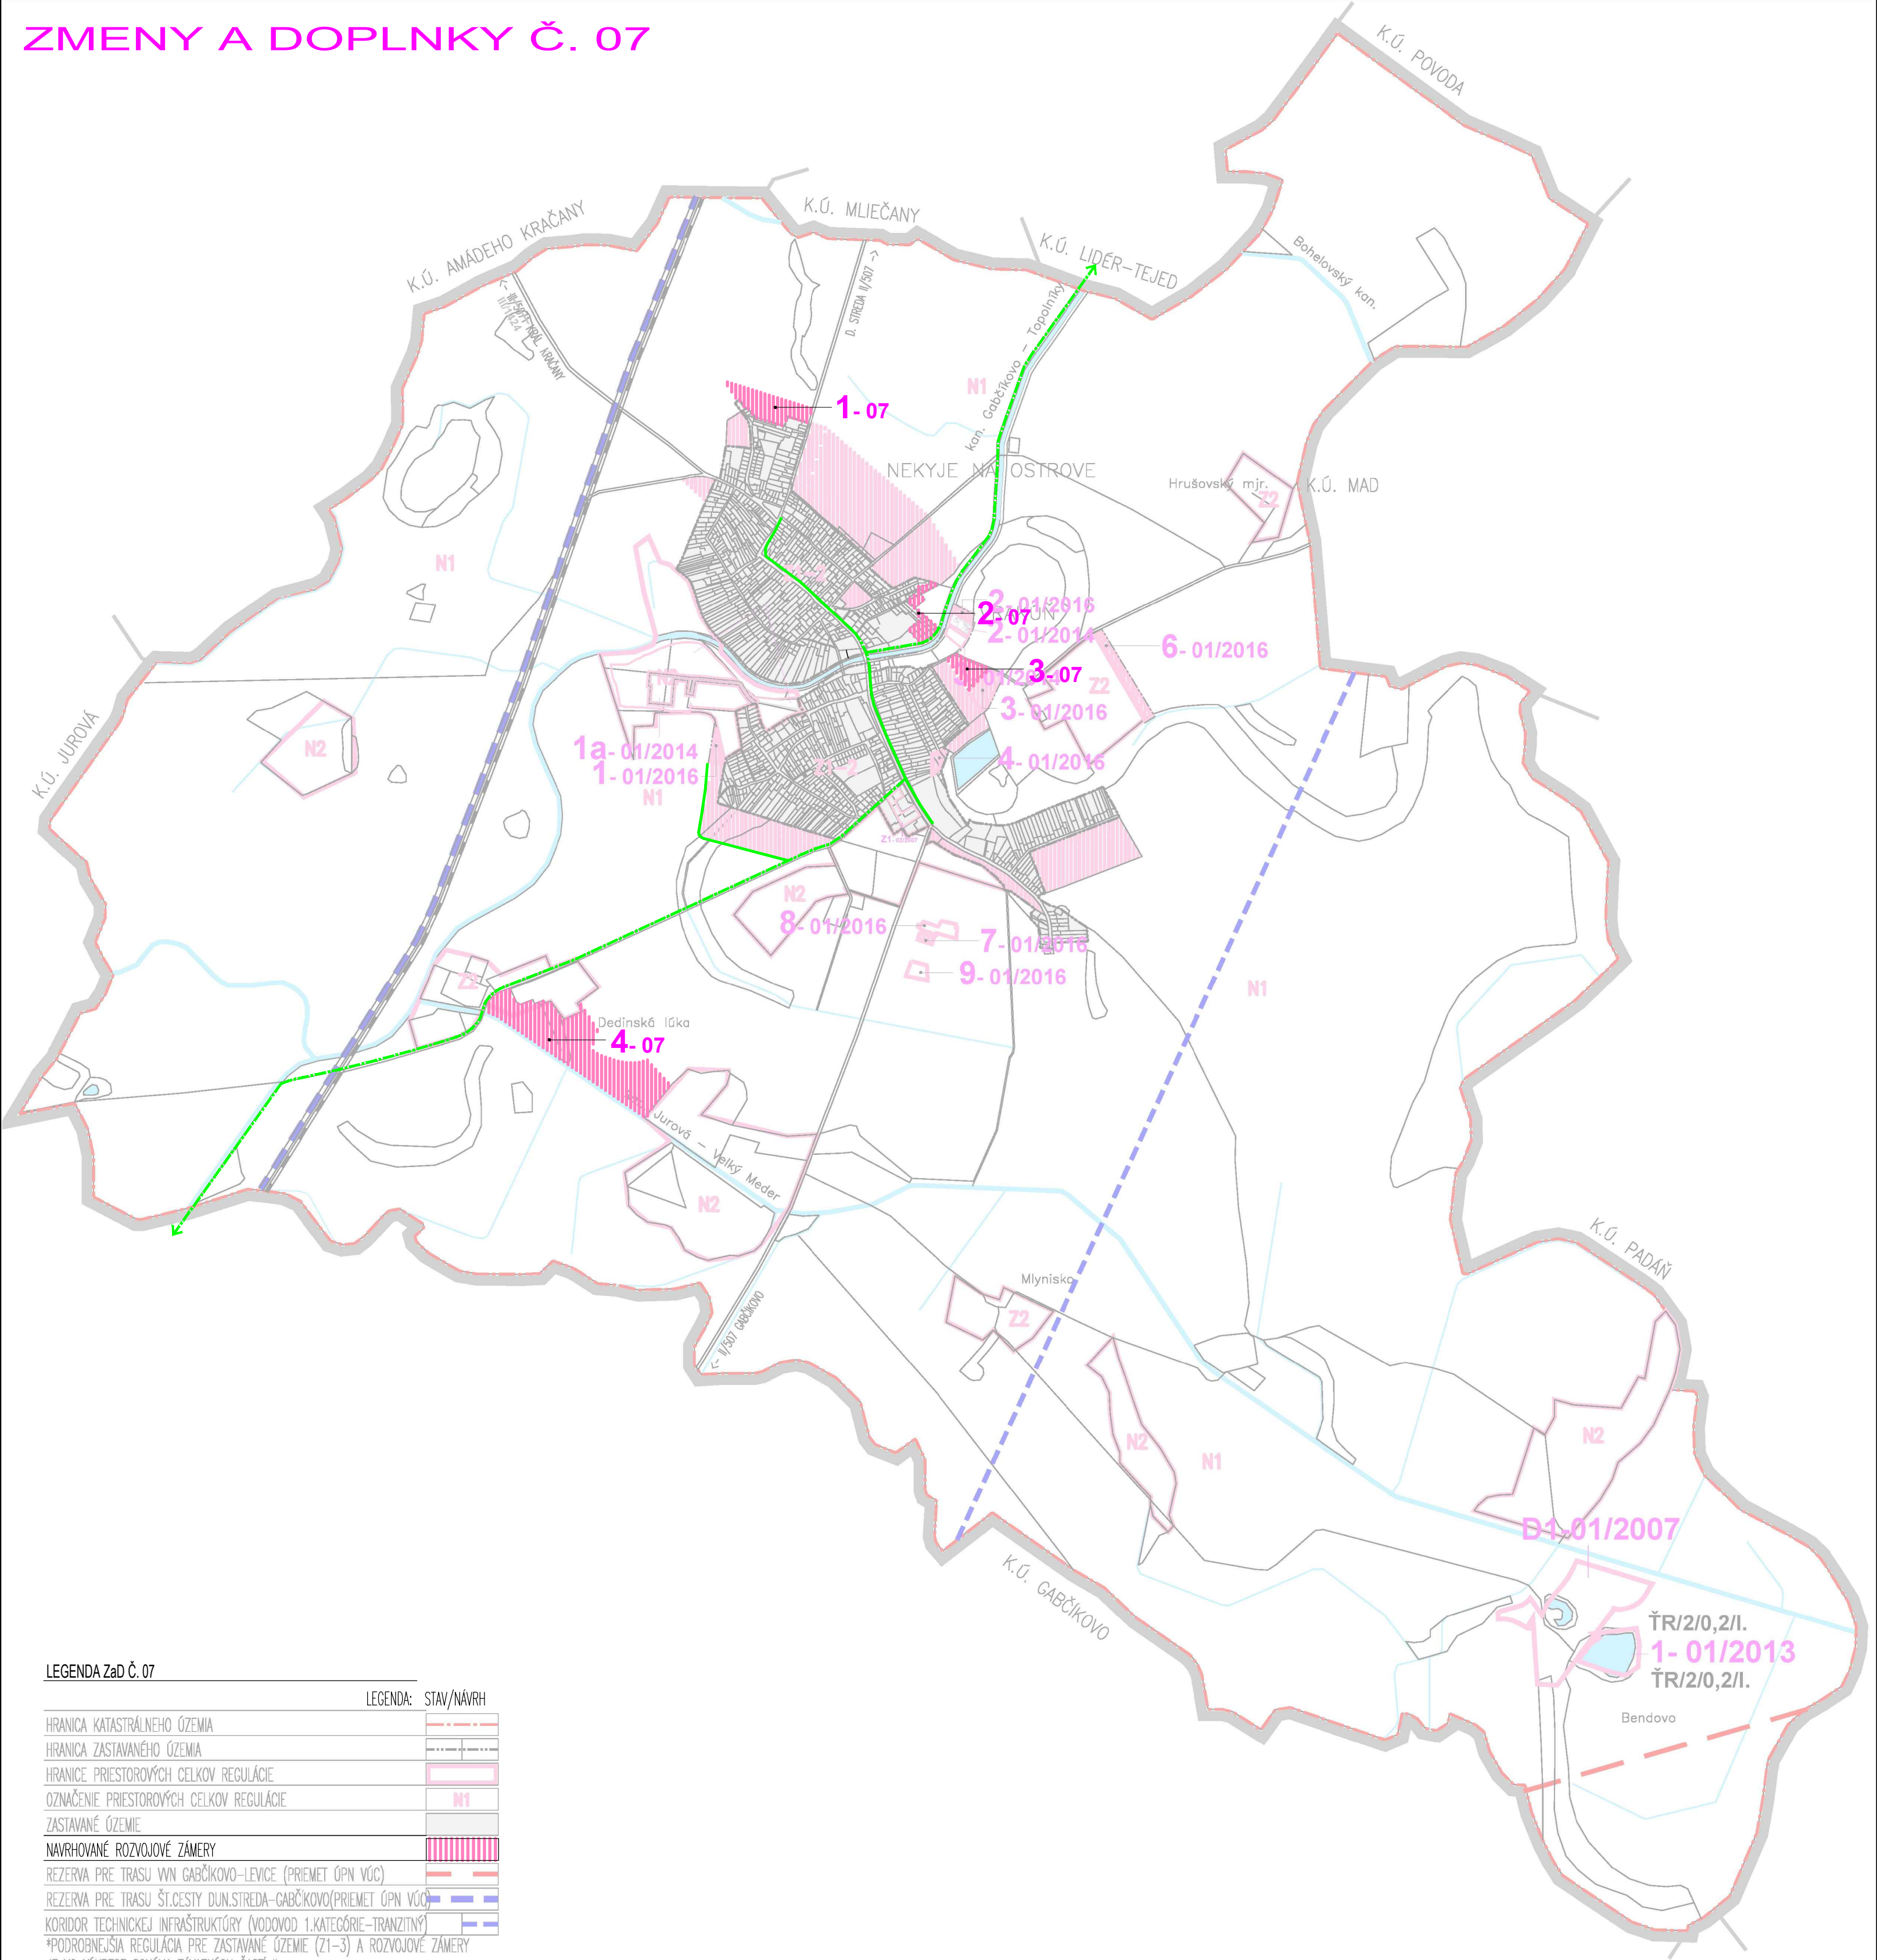 ZMENY A DOPLNKY Č. 07
K.Ú. POVODA
K.Ú. AMÁDEHO KRAČANY
K.Ú. MLIEČANY
K.Ú. LIDÉR-TEJED
Bohelovský kan.
D. STREDA II/507 ->
kan. Gabčíkovo - Topolníky
N1
1- 07
NEKYJE NA OSTROVE
Hrušovský mjr.
Z2
K.Ú. MAD
N1
2- 01/2016
2- 07
2- 01/2014
6- 01/2016
3- 07
Z2
3- 01/2016
K.Ú. JUROVÁ
N2
1a- 01/2014
1- 01/2016
N1
Z1-2
4- 01/2016
N2
8- 01/2016
7- 01/2016
9- 01/2016
N1
Z2
Dedinská lúka
4- 07
Jurová - Velký Meder
N2
K.Ú. PADÁŇ
Mlynisko
Z2
<- II/507 GABČÍKOVO
N2
N1
N2
D1-01/2007
K.Ú. GABČÍKOVO
ŤR/2/0,2/I.
1- 01/2013
ŤR/2/0,2/I.
Bendovo
LEGENDA ZaD Č. 07
LEGENDA: STAV/NÁVRH
HRANICA KATASTRÁLNEHO ÚZEMIA
HRANICA ZASTAVANÉHO ÚZEMIA
HRANICE PRIESTOROVÝCH CELKOV REGULÁCIE
OZNAČENIE PRIESTOROVÝCH CELKOV REGULÁCIE N1
ZASTAVANÉ ÚZEMIE
NAVRHOVANÉ ROZVOJOVÉ ZÁMERY
REZERVA PRE TRASU VVN GABČÍKOVO-LEVICE (PRIEMET ÚPN VÚC)
REZERVA PRE TRASU ŠT.CESTY DUN.STREDA-GABČÍKOVO(PRIEMET ÚPN VÚC)
KORIDOR TECHNICKEJ INFRAŠTRUKTÚRY (VODOVOD 1.KATEGÓRIE-TRANZITNÝ)
*PODROBNEJŠIA REGULÁCIA PRE ZASTAVANÉ ÚZEMIE (Z1-3) A ROZVOJOVÉ ZÁMERY